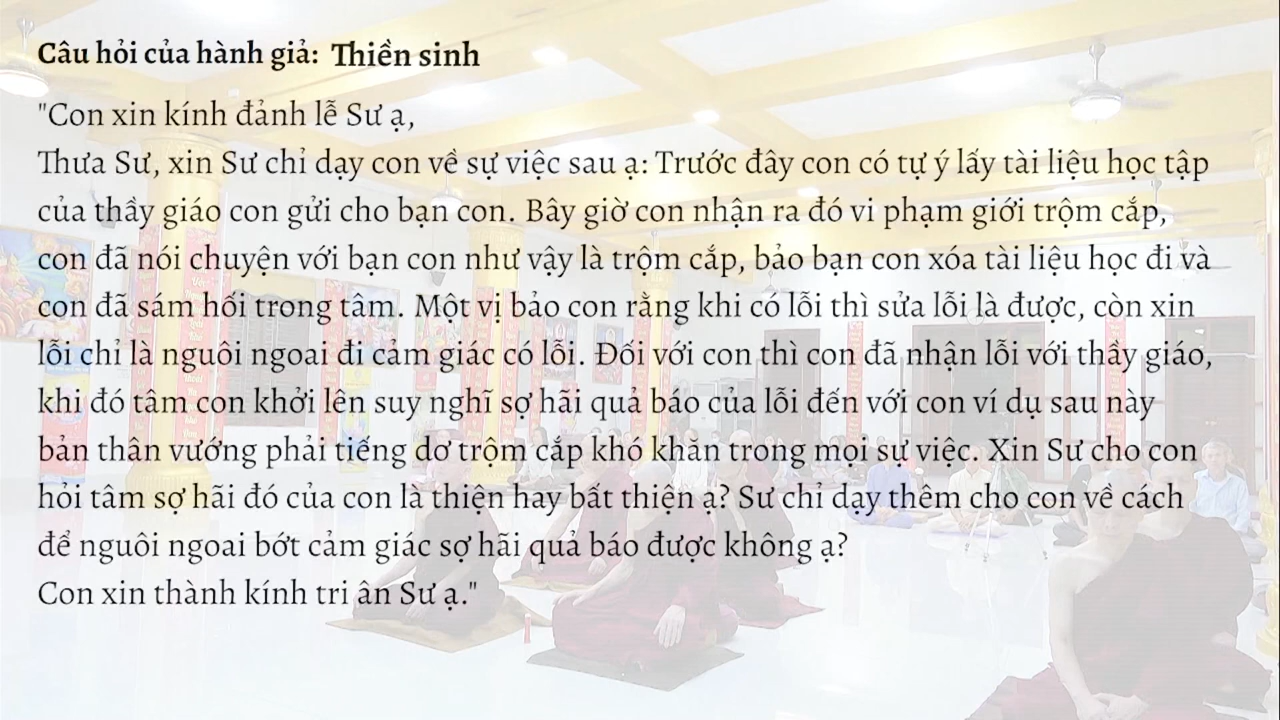 Câu hỏi của hành giả: Thiền sinh
"Con xin kính đảnh lễ Sư ạ,
Thưa Sư, xin Sư chỉ dạy con về sự việc sau ạ: Trước đây con có tự ý lấy tài liệu học tập
của thầy giáo con gửi cho bạn con. Bây giờ con nhận ra đó vi phạm giới trộm cắp,
con đã nói chuyện với bạn con như vậy là trộm cắp, bảo bạn con xóa tài liệu học đi và
con đã sám hối trong tâm. Một vị bảo con rằng khi có lỗi thì sửa lỗi là được, còn xin
lỗi chỉ là nguôi ngoai đi cảm giác có lỗi. Đối với con thì con đã nhận lỗi với thầy giáo,
khi đó tâm con khởi lên suy nghĩ sợ hãi quả báo của lỗi đến với con ví dụ sau này
bản thân vướng phải tiếng dơ trộm cắp khó khăn trong mọi sự việc. Xin Sư cho con
hỏi tâm sợ hãi đó của con là thiện hay bất thiện ạ? Sư chỉ dạy thêm cho con về cách
để nguôi ngoai bớt cảm giác sợ hãi quả báo được không ạ?
Con xin thành kính tri ân Sư ạ."